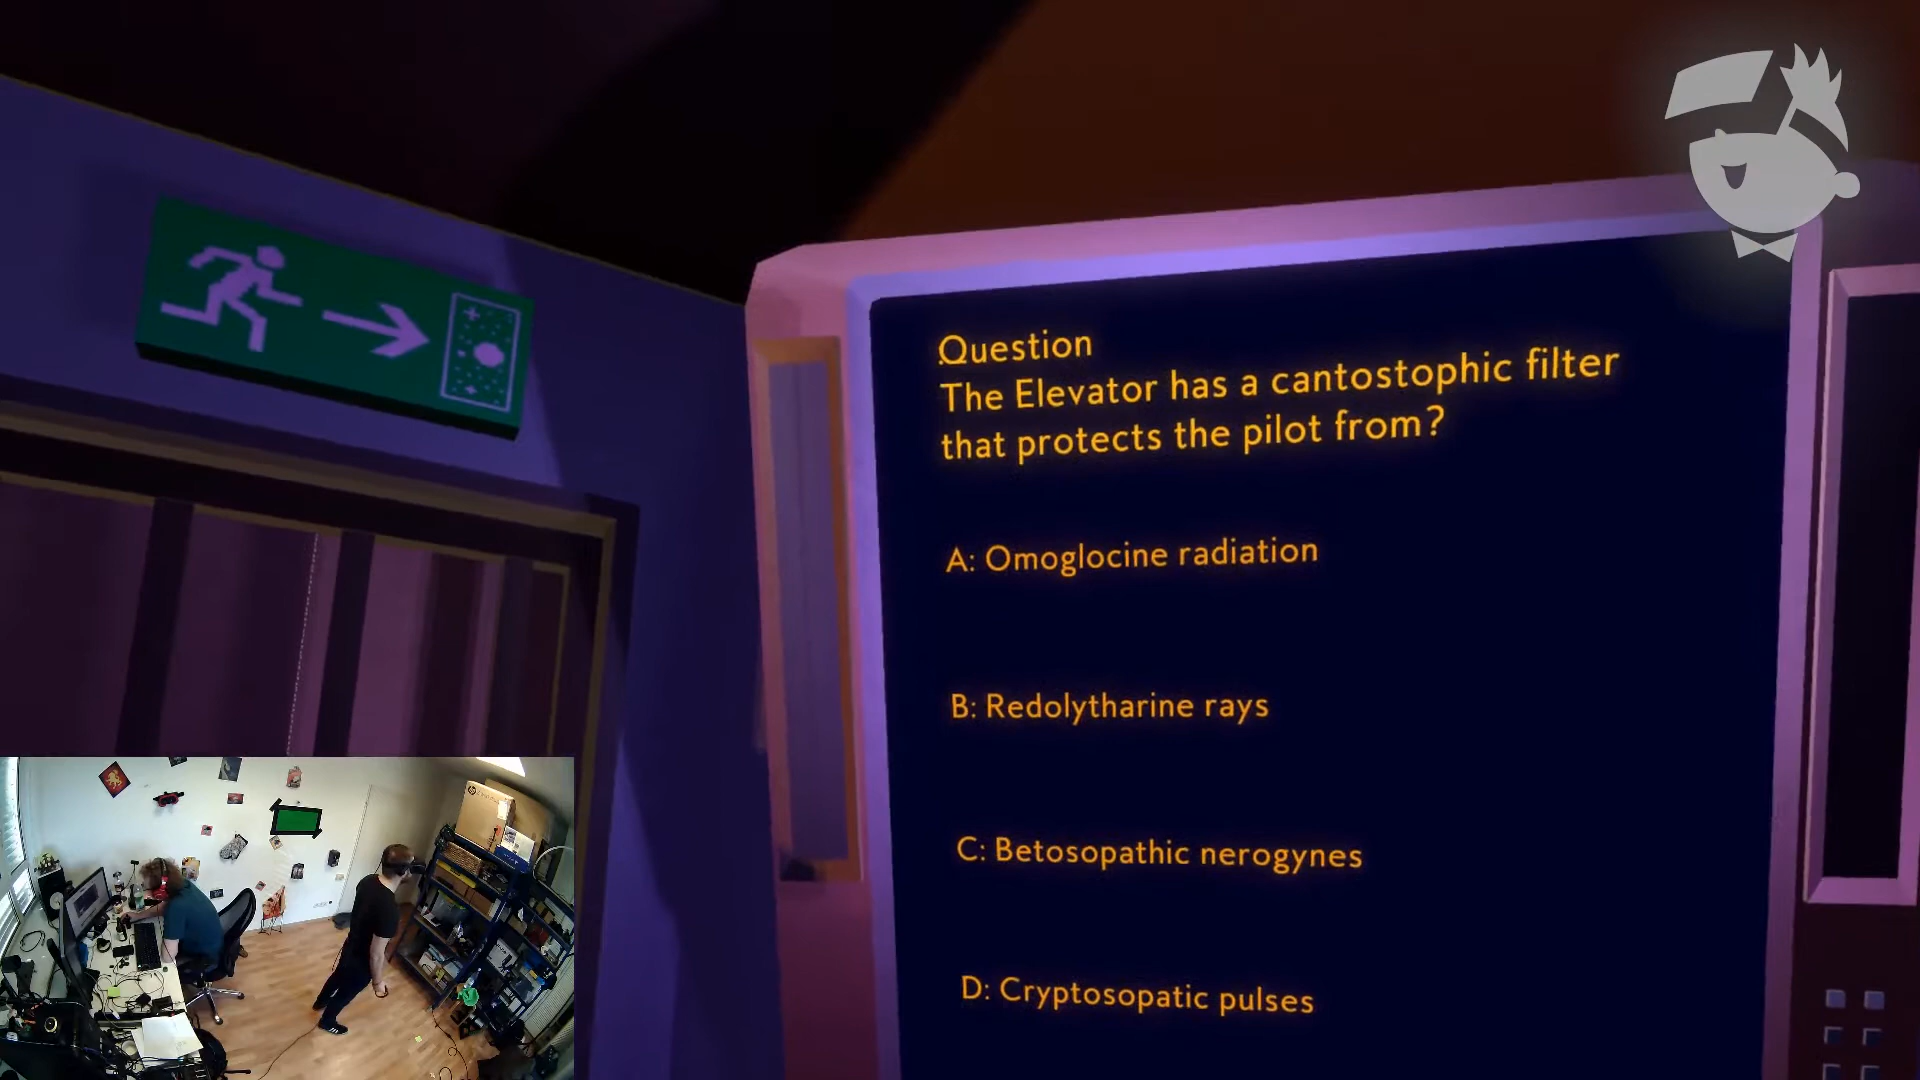 Question
The Elevator has a cantostophic filter
that protects the pilot from?
A: Omoglocine radiation
B: Redolytharine rays
C: Betosopathic nerogynes
D: Cryptosopatic pulses